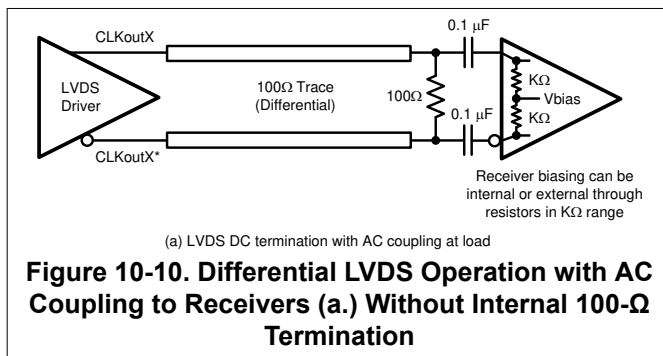 CLKoutX
0.1 µF
LVDS
Driver
100Ω Trace
(Differential)
100Ω
0.1 µF
KΩ
Vbias
KΩ
CLKoutX*
Receiver biasing can be
internal or external through
resistors in KΩ range
(a) LVDS DC termination with AC coupling at load
Figure 10-10. Differential LVDS Operation with AC
Coupling to Receivers (a.) Without Internal 100-Ω
Termination